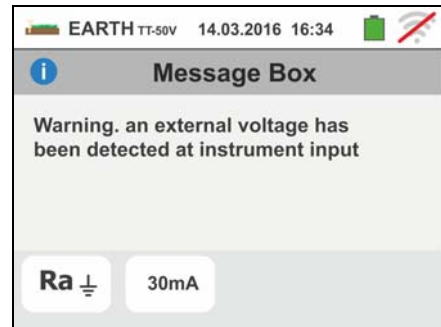 EARTH TT-50V 14.03.2016 16:34
i Message Box
Warning. an external voltage has
been detected at instrument input
Ra 30mA